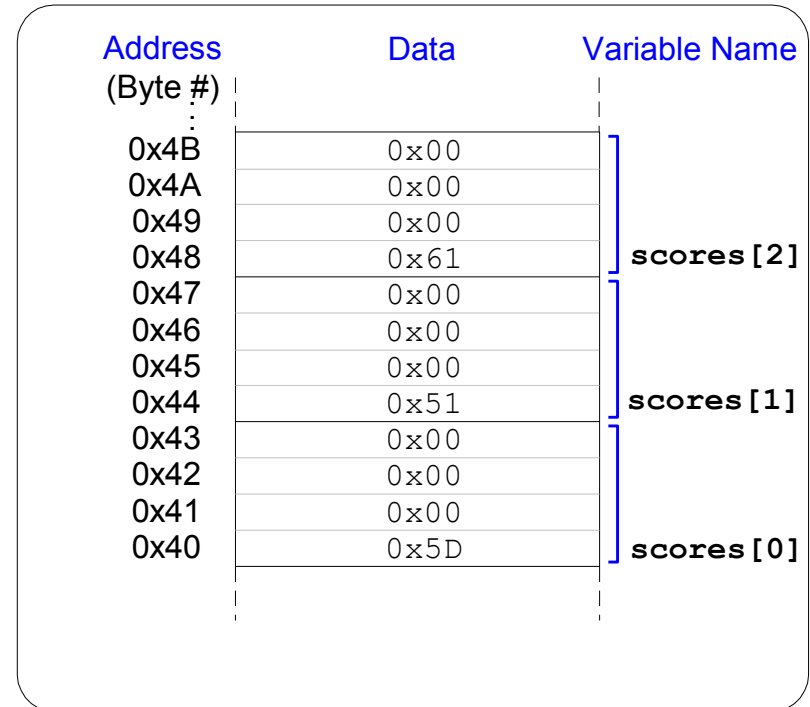 Address Data Variable Name
(Byte #)
0x4B 0x00
0x4A 0x00
0x49 0x00
0x48 0x61 scores[2]
0x47 0x00
0x46 0x00
0x45 0x00
0x44 0x51 scores[1]
0x43 0x00
0x42 0x00
0x41 0x00
0x40 0x5D scores[0]